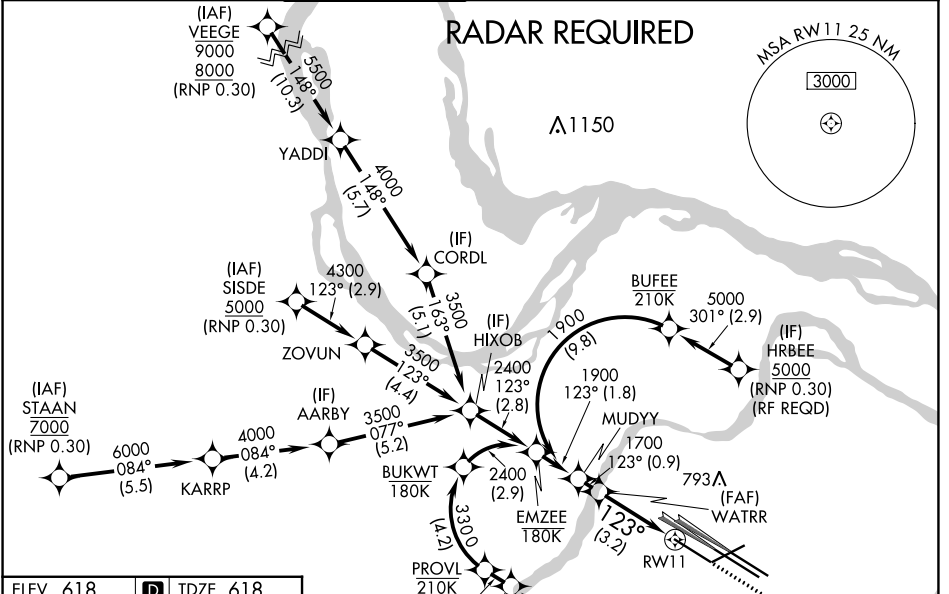 (IAF)
VEEGE
9000
8000
(RNP 0.30)
5500
148°
(10.3)
RADAR REQUIRED
MSA RW11 25 NM
3000
1150
YADDI
4000
148°
(5.7)
(IF)
CORDL
3500
163°
(5.1)
(IAF)
SISDE
5000
(RNP 0.30)
4300
123° (2.9)
ZOVUN
3500
123°
(4.4)
(IF)
HIXOB
2400
123°
(2.8)
BUFEE
210K
5000
301° (2.9)
(IF)
HRBEE
5000
(RNP 0.30)
(RF REQD)
1900
(9.8)
1900
123° (1.8)
MUDYY
1700
123° (0.9)
793
(FAF)
WATRR
(IAF)
STAAN
7000
(RNP 0.30)
6000
084°
(5.5)
KARRP
4000
084°
(4.2)
(IF)
AARBY
3500
077°
(5.2)
BUKWT
180K
2400
(2.9)
EMZEE
180K
123°
(3.2)
RW11
3300
(4.2)
PROVL
210K
ELEV 618
D
TDZE 618